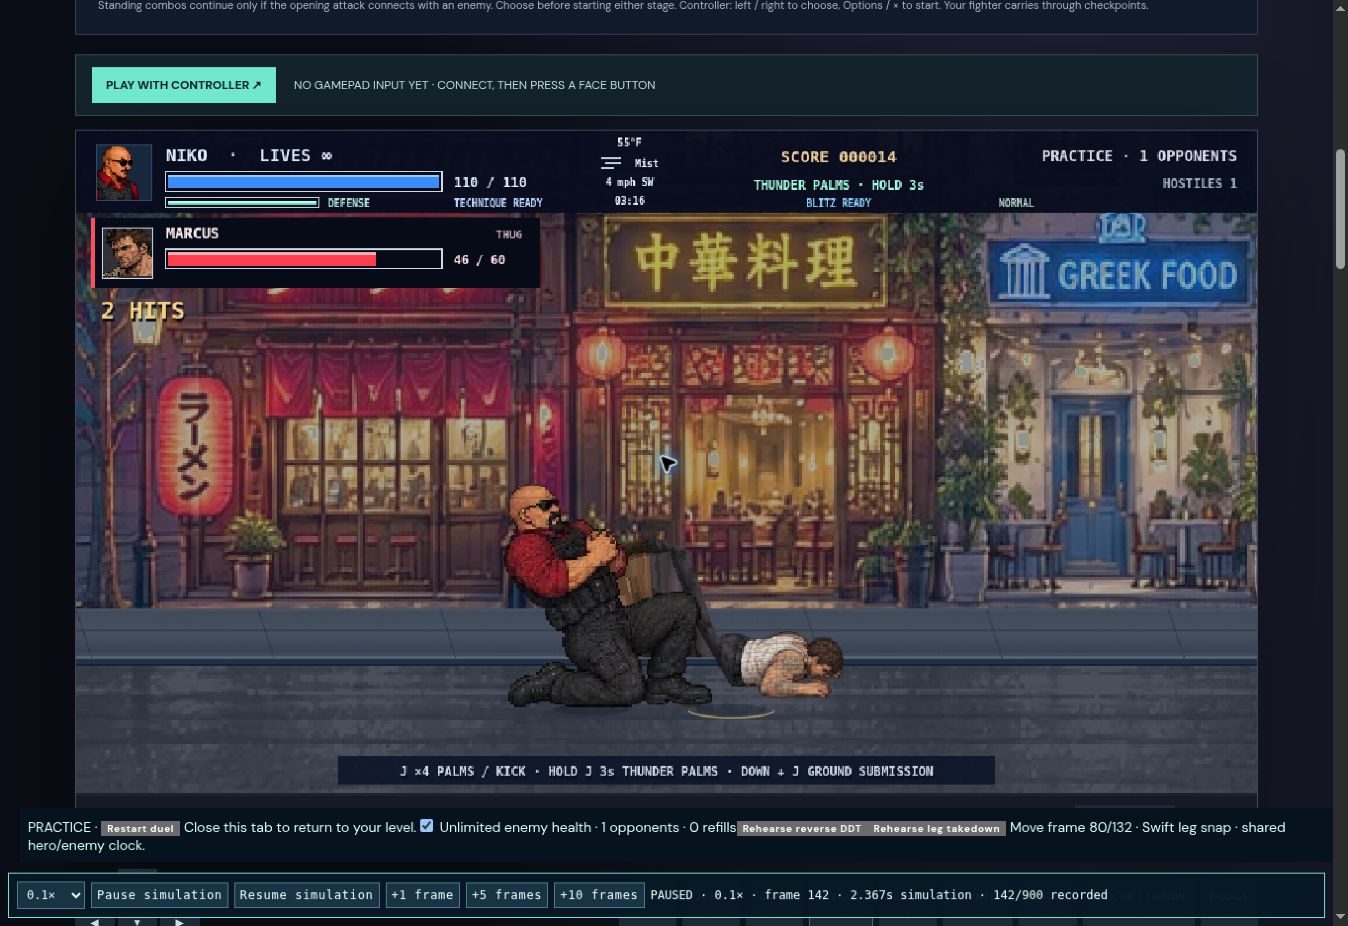 Standing combos continue only if the opening attack connects with an enemy. Choose before starting either stage. Controller: left / right to choose, Options / × to start. Your fighter carries through checkpoints.
PLAY WITH CONTROLLER ↗
NO GAMEPAD INPUT YET · CONNECT, THEN PRESS A FACE BUTTON
NIKO · LIVES ∞
110 / 110
DEFENSE
TECHNIQUE READY
55°F
Mist
4 mph SW
03:16
SCORE 000014
THUNDER PALMS · HOLD 3s
BLITZ READY
PRACTICE · 1 OPPONENTS
HOSTILES 1
NORMAL
MARCUS
THUG
46 / 60
2 HITS
中華料理
GREEK FOOD
ラーメン
J ×4 PALMS / KICK · HOLD J 3s THUNDER PALMS · DOWN + J GROUND SUBMISSION
PRACTICE · Restart duel Close this tab to return to your level. Unlimited enemy health · 1 opponents · 0 refills Rehearse reverse DDT Rehearse leg takedown Move frame 80/132 · Swift leg snap · shared
hero/enemy clock.
0.1× Pause simulation Resume simulation +1 frame +5 frames +10 frames PAUSED · 0.1× · frame 142 · 2.367s simulation · 142/900 recorded